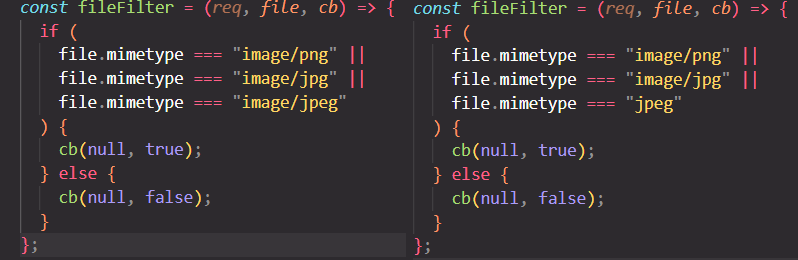 const fileFilter = (req, file, cb) => {
  if (
    file.mimetype === "image/png" ||
    file.mimetype === "image/jpg" ||
    file.mimetype === "image/jpeg"
  ) {
    cb(null, true);
  } else {
    cb(null, false);
  }
};
const fileFilter = (req, file, cb) => {
  if (
    file.mimetype === "image/png" ||
    file.mimetype === "image/jpg" ||
    file.mimetype === "jpeg"
  ) {
    cb(null, true);
  } else {
    cb(null, false);
  }
};